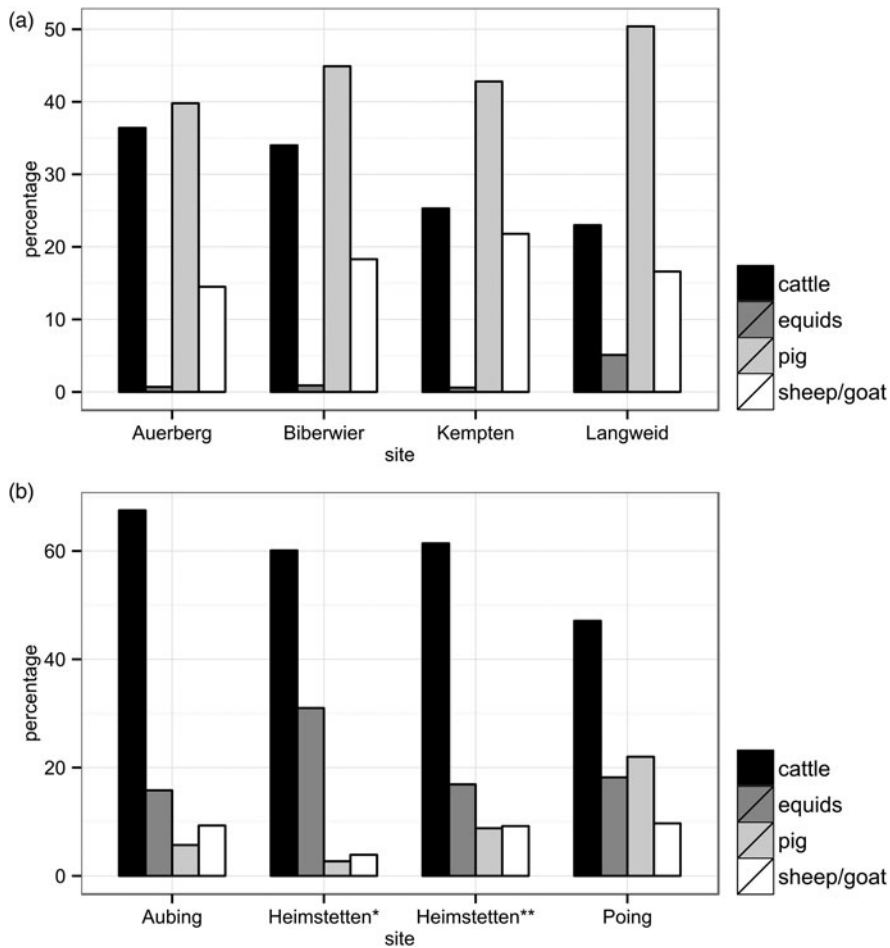 (a)
50
40
30
20
10
0
percentage
Auerberg Biberwier Kempten Langweid
site
cattle
equids
pig
sheep/goat
(b)
60
40
20
0
percentage
Aubing Heimstetten* Heimstetten** Poing
site
cattle
equids
pig
sheep/goat